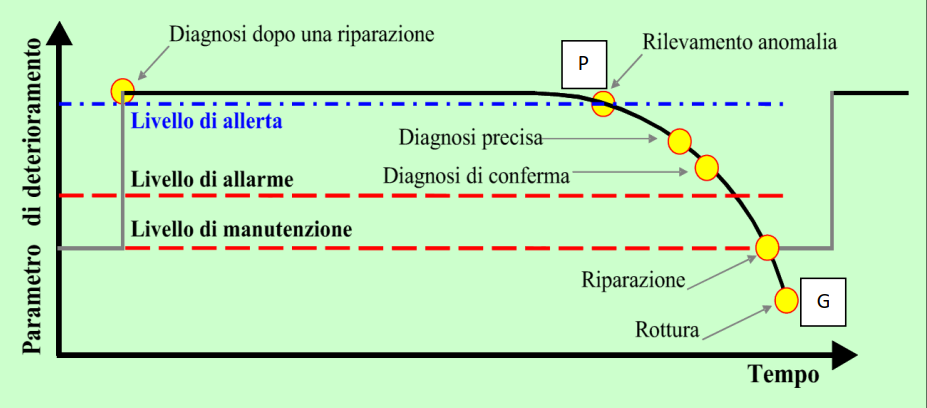 Diagnosi dopo una riparazione
P
Rilevamento anomalia
Livello di allerta
Diagnosi precisa
Livello di allarme
Diagnosi di conferma
Livello di manutenzione
Riparazione
G
Rottura
Parametro di deterioramento
Tempo